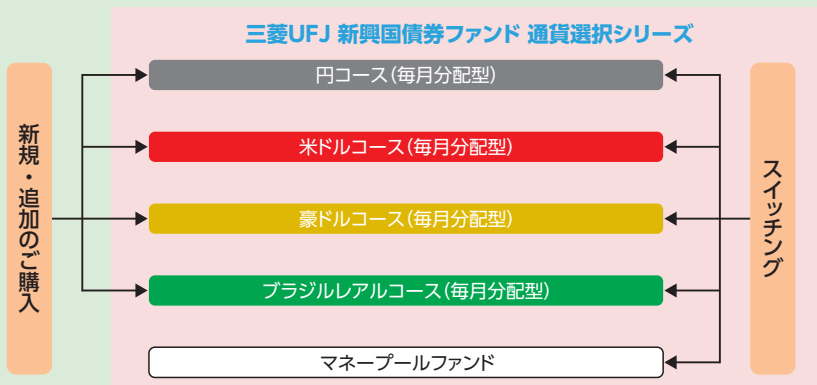 三菱UFJ 新興国債券ファンド 通貨選択シリーズ
新規・追加のご購入
円コース(毎月分配型)
米ドルコース(毎月分配型)
豪ドルコース(毎月分配型)
ブラジルレアルコース(毎月分配型)
マネープールファンド
スイッチング